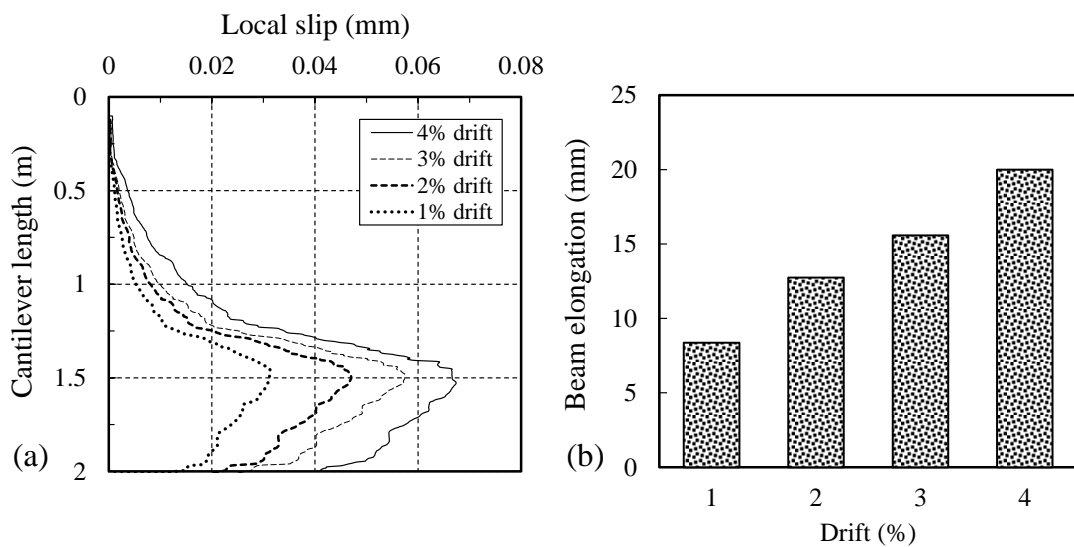 Local slip (mm)
0 0.02 0.04 0.06 0.08
0
0.5
1
1.5
2
Cantilever length (m)
4% drift
3% drift
2% drift
1% drift
(a)
25
20
15
10
5
0
Beam elongation (mm)
1 2 3 4
Drift (%)
(b)